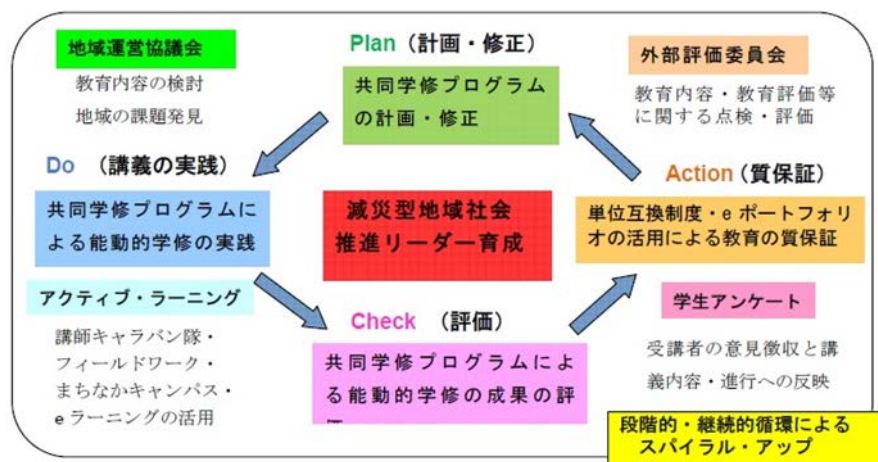 地域運営協議会
教育内容の検討
地域の課題発見
Plan（計画・修正）
共同学修プログラム
の計画・修正
外部評価委員会
教育内容・教育評価等
に関する点検・評価
Do （講義の実践）
共同学修プログラムに
よる能動的学修の実践
減災型地域社会
推進リーダー育成
Action（質保証）
単位互換制度・eポートフォリ
オの活用による教育の質保証
アクティブ・ラーニング
講師キャラバン隊・
フィールドワーク・
まちなかキャンパス・
eラーニングの活用
Check （評価）
共同学修プログラムによ
る能動的学修の成果の評
学生アンケート
受講者の意見徴収と講
義内容・進行への反映
段階的・継続的循環による
スパイラル・アップ